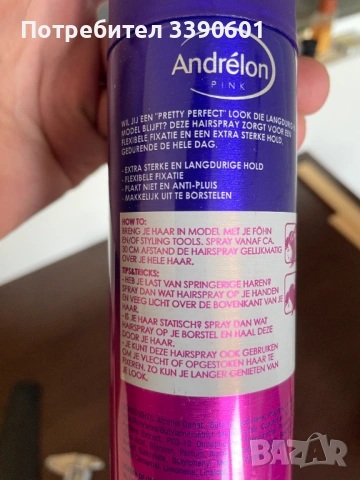 Потребител 3390601
Andrélon
PINK
WIL JIJ EEN "PRETTY PERFECT" LOOK DIE LANGDURIG
MODEL BLIJFT? DEZE HAIRSPRAY ZORGT VOOR EEN
FLEXIBELE FIXATIE EN EEN EXTRA STERKE HOLD,
GEDURENDE DE HELE DAG.
- EXTRA STERKE EN LANGDURIGE HOLD
- FLEXIBELE FIXATIE
- PLAKT NIET EN ANTI-PLUIS
- MAKKELIJK UIT TE BORSTELEN
HOW TO:
BRENG JE HAAR IN MODEL MET JE FÖHN
EN/OF STYLING TOOLS. SPRAY VANAF CA.
30 CM AFSTAND DE HAIRSPRAY GELIJKMATIG
OVER JE HELE HAAR.
TIPS&TRICKS:
- HEB JE LAST VAN SPRINGERIGE HAREN?
SPRAY DAN WAT HAIRSPRAY OP JE HANDEN
EN VEEG LICHT OVER DE BOVENKANT VAN JE
HAAR.
- IS JE HAAR STATISCH? SPRAY DAN WAT
HAIRSPRAY OP JE BORSTEL EN HAAL DEZE
DOOR JE HAAR.
- JE KUNT DEZE HAIRSPRAY OOK GEBRUIKEN
OM JE VLECHT OF OPGESTOKEN HAAR TE
FIXEREN, ZO KUN JE LANGER GENIETEN VAN
JE LOOK.
BAZAR